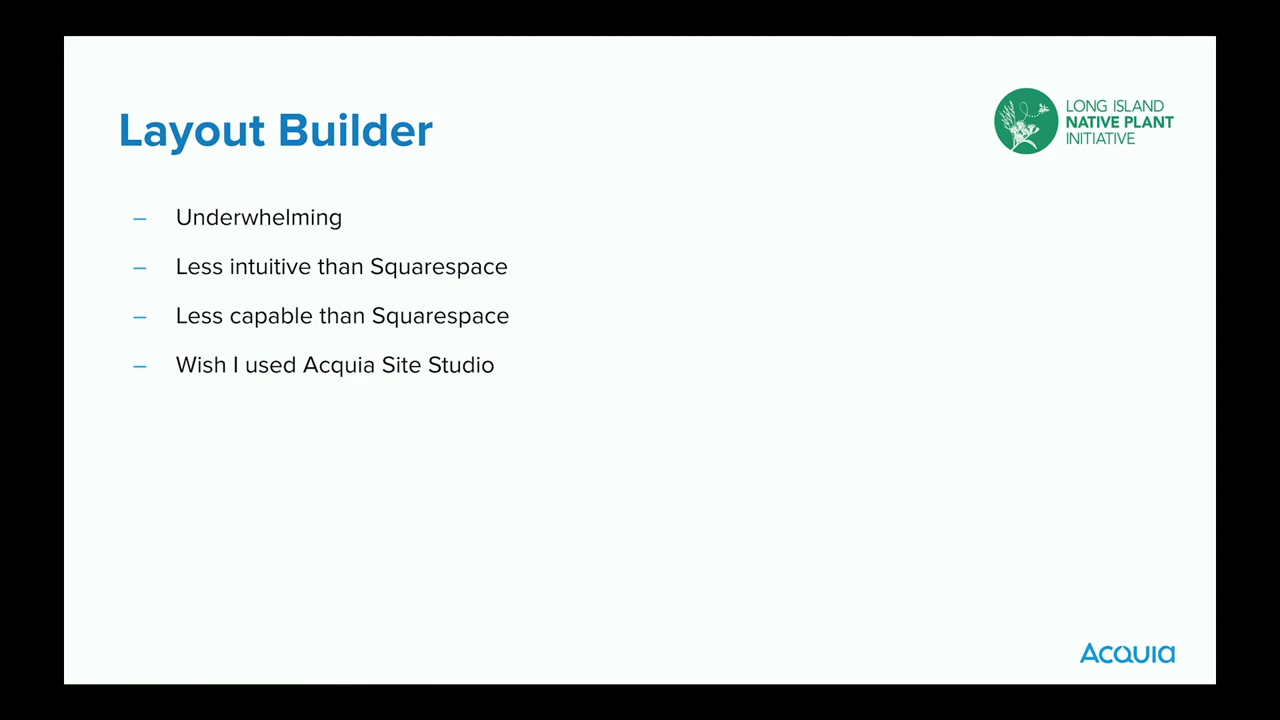 Layout Builder
LONG ISLAND
NATIVE PLANT
INITIATIVE
– Underwhelming
– Less intuitive than Squarespace
– Less capable than Squarespace
– Wish I used Acquia Site Studio
Acquia